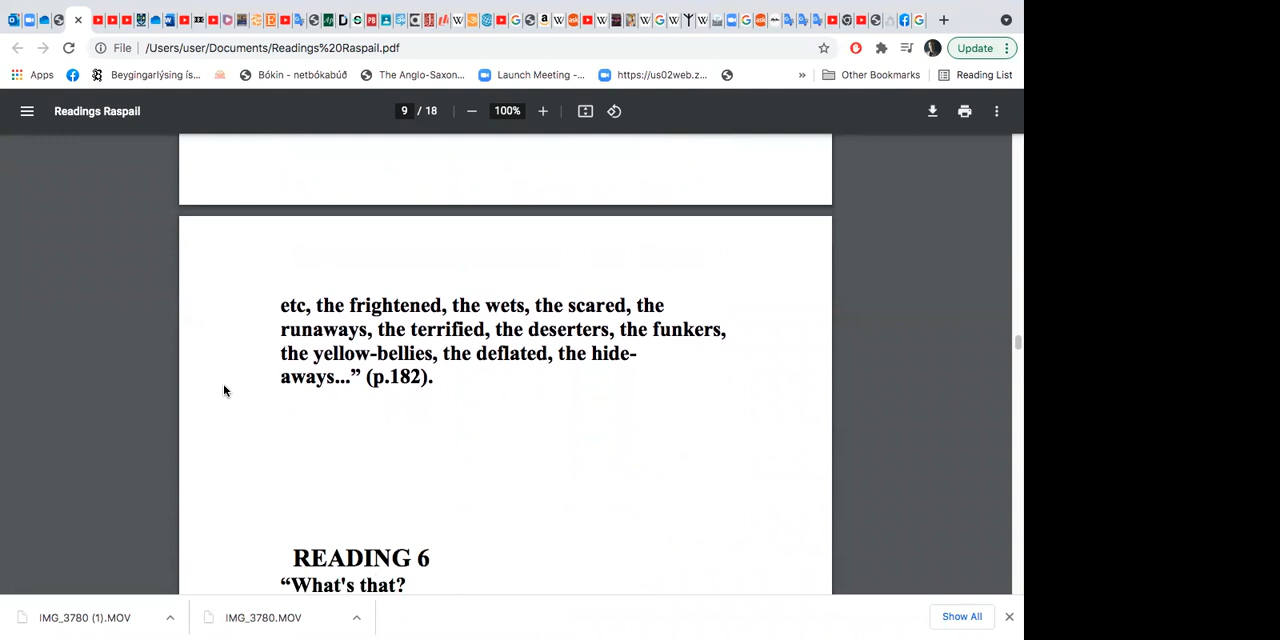 File
/Users/user/Documents/Readings%20Raspail.pdf
Update
Apps
Beygingarlýsing ís...
Bókin - netbókabúð
The Anglo-Saxon...
Launch Meeting -...
https://us02web.z...
Other Bookmarks
Reading List
Readings Raspail
9 / 18
100%
etc, the frightened, the wets, the scared, the
runaways, the terrified, the deserters, the funkers,
the yellow-bellies, the deflated, the hide-
aways...” (p.182).
READING 6
“What's that?
IMG_3780 (1).MOV
IMG_3780.MOV
Show All